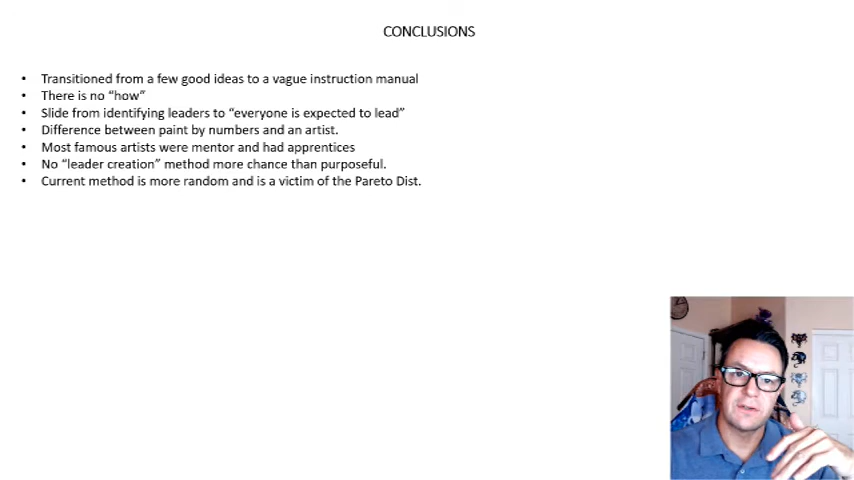 CONCLUSIONS
• Transitioned from a few good ideas to a vague instruction manual
• There is no “how”
• Slide from identifying leaders to “everyone is expected to lead”
• Difference between paint by numbers and an artist.
• Most famous artists were mentor and had apprentices
• No “leader creation” method more chance than purposeful.
• Current method is more random and is a victim of the Pareto Dist.